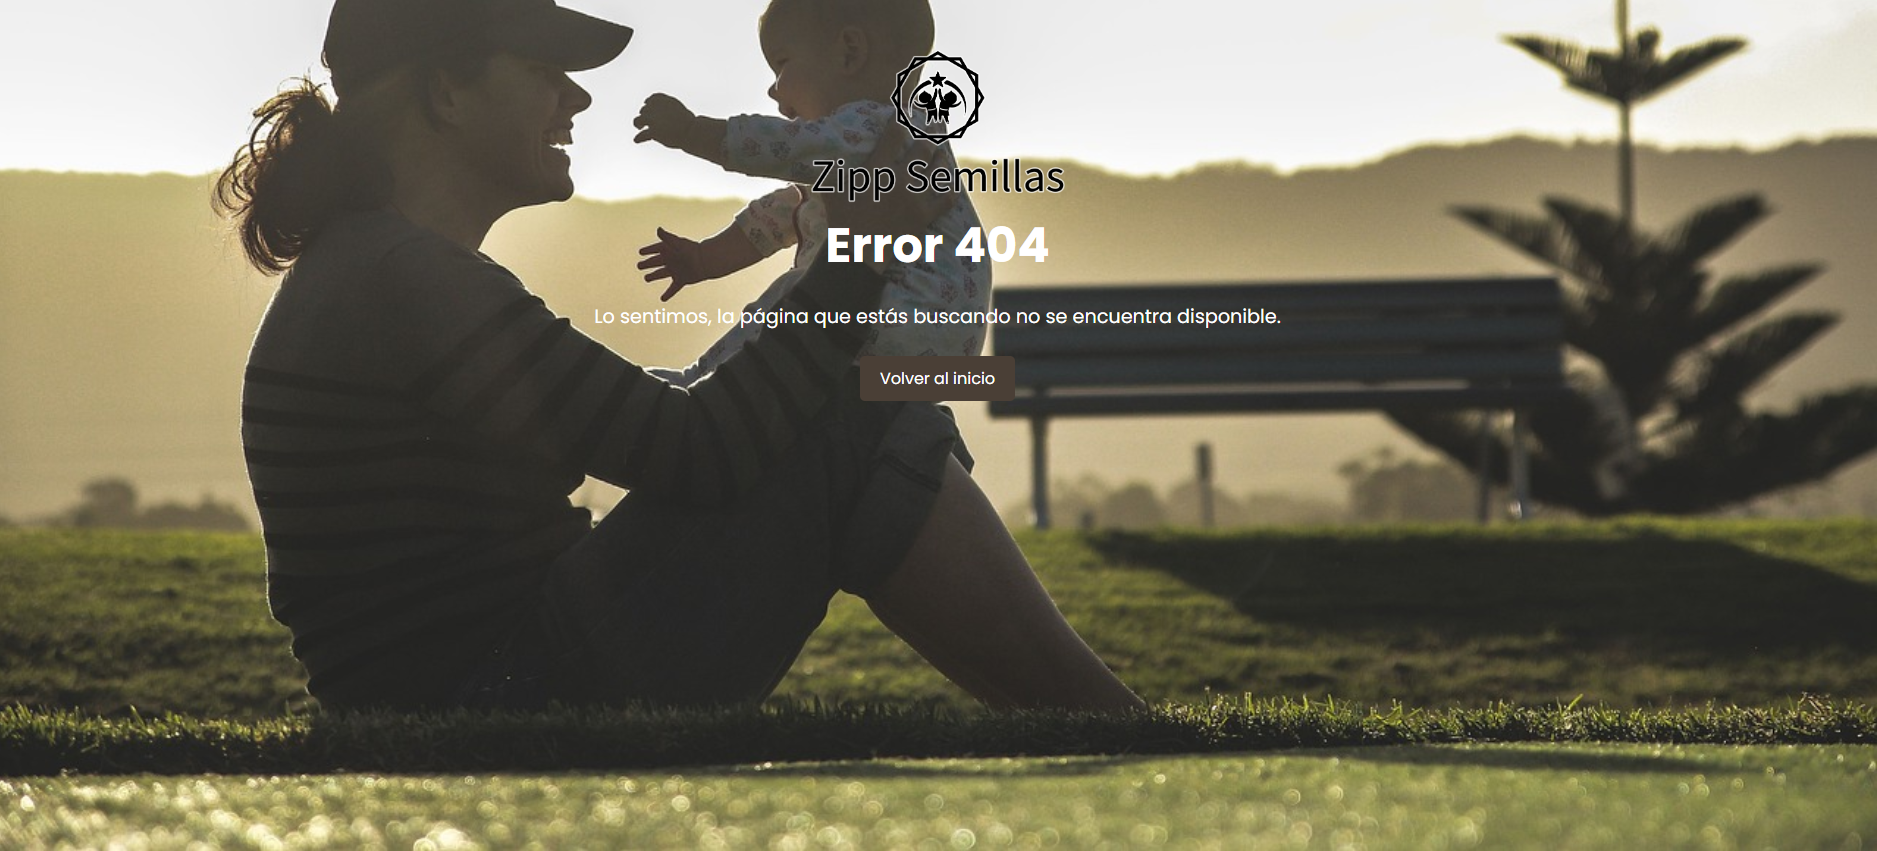 Zipp Semillas
Error 404
Lo sentimos, la página que estás buscando no se encuentra disponible.
Volver al inicio